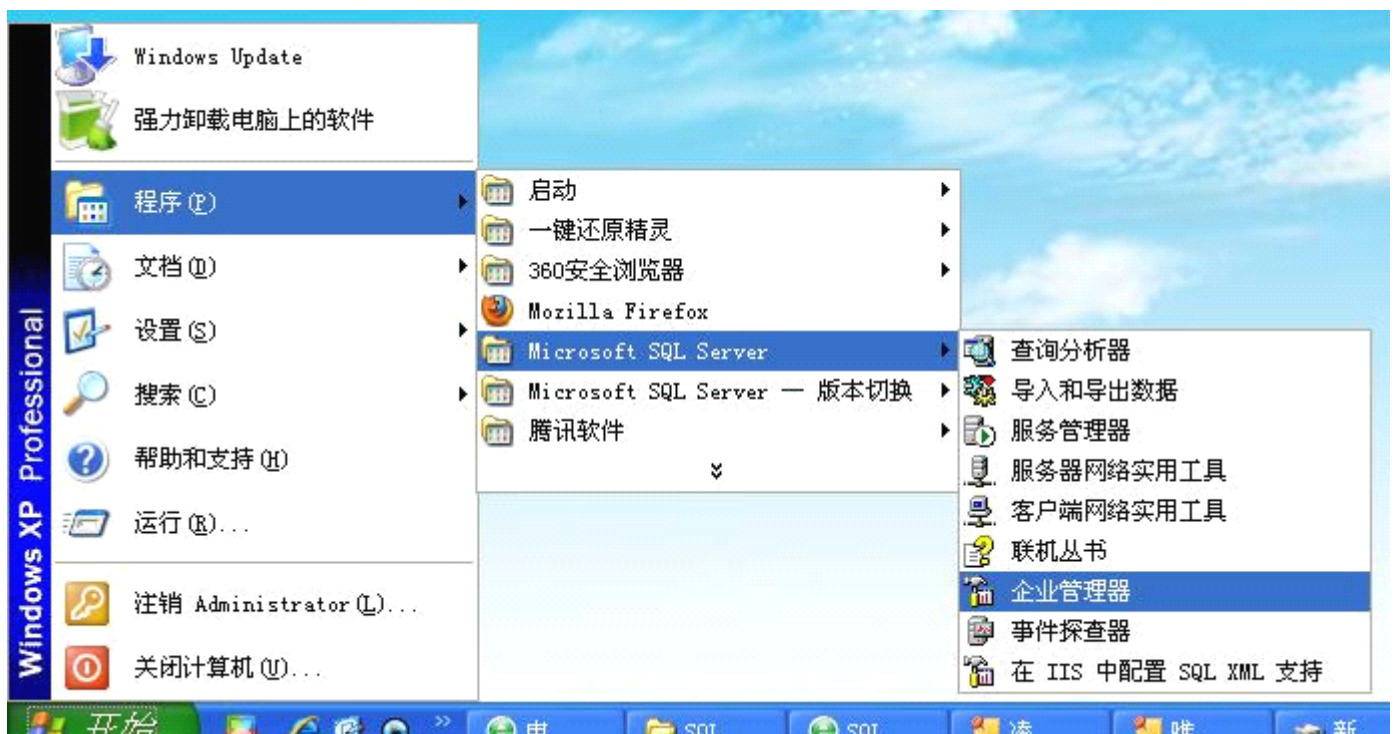 Windows XP Professional
Windows Update
强力卸载电脑上的软件
程序(P)
文档(D)
设置(S)
搜索(C)
帮助和支持(H)
运行(R)...
注销 Administrator(L)...
关闭计算机(U)...
启动
一键还原精灵
360安全浏览器
Mozilla Firefox
Microsoft SQL Server
Microsoft SQL Server — 版本切换
腾讯软件
查询分析器
导入和导出数据
服务管理器
服务器网络实用工具
客户端网络实用工具
联机丛书
企业管理器
事件探查器
在 IIS 中配置 SQL XML 支持
开始
SQL
SQL
凌
唯
新